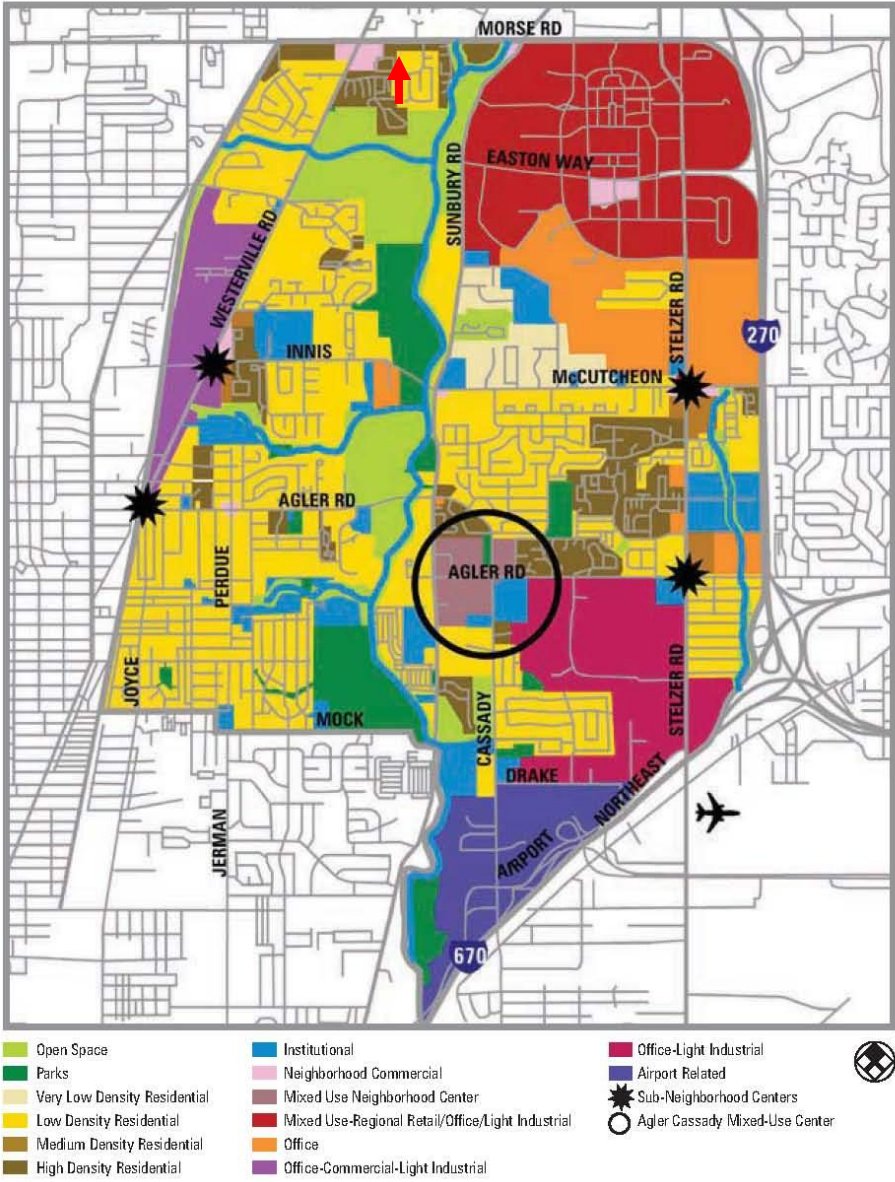 MORSE RD
SUNBURY RD
EASTON WAY
WESTERVILLE RD
STELZER RD
270
INNIS
McCUTCHEON
AGLER RD
PERDUE
AGLER RD
JOYCE
STELZER RD
MOCK
CASSADY
DRAKE
NORTHEAST
JERMAN
AIRPORT
670
Open Space
Parks
Very Low Density Residential
Low Density Residential
Medium Density Residential
High Density Residential
Institutional
Neighborhood Commercial
Mixed Use Neighborhood Center
Mixed Use-Regional Retail/Office/Light Industrial
Office
Office-Commercial-Light Industrial
Office-Light Industrial
Airport Related
Sub-Neighborhood Centers
Agler Cassady Mixed-Use Center